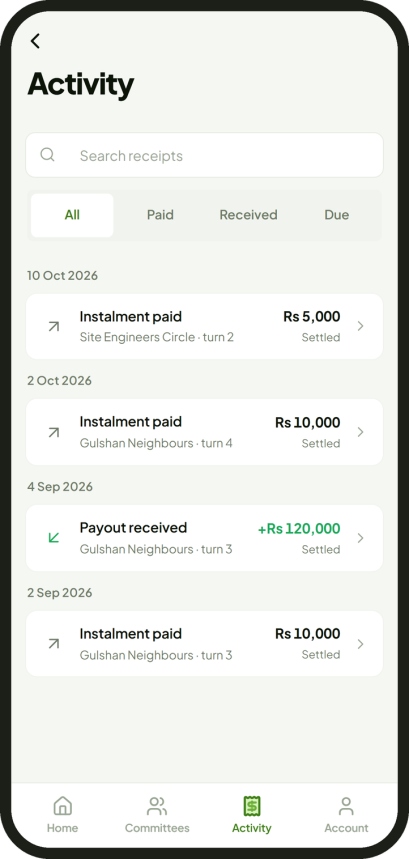 Activity
Search receipts
All Paid Received Due
10 Oct 2026
Instalment paid Rs 5,000
Site Engineers Circle · turn 2 Settled
2 Oct 2026
Instalment paid Rs 10,000
Gulshan Neighbours · turn 4 Settled
4 Sep 2026
Payout received +Rs 120,000
Gulshan Neighbours · turn 3 Settled
2 Sep 2026
Instalment paid Rs 10,000
Gulshan Neighbours · turn 3 Settled
Home Committees Activity Account